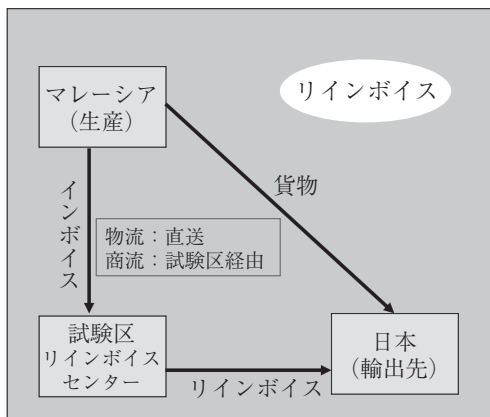 マレーシア
（生産）
リインボイス
貨物
インボイス
物流：直送
商流：試験区経由
試験区
リインボイス
センター
日本
（輸出先）
リインボイス